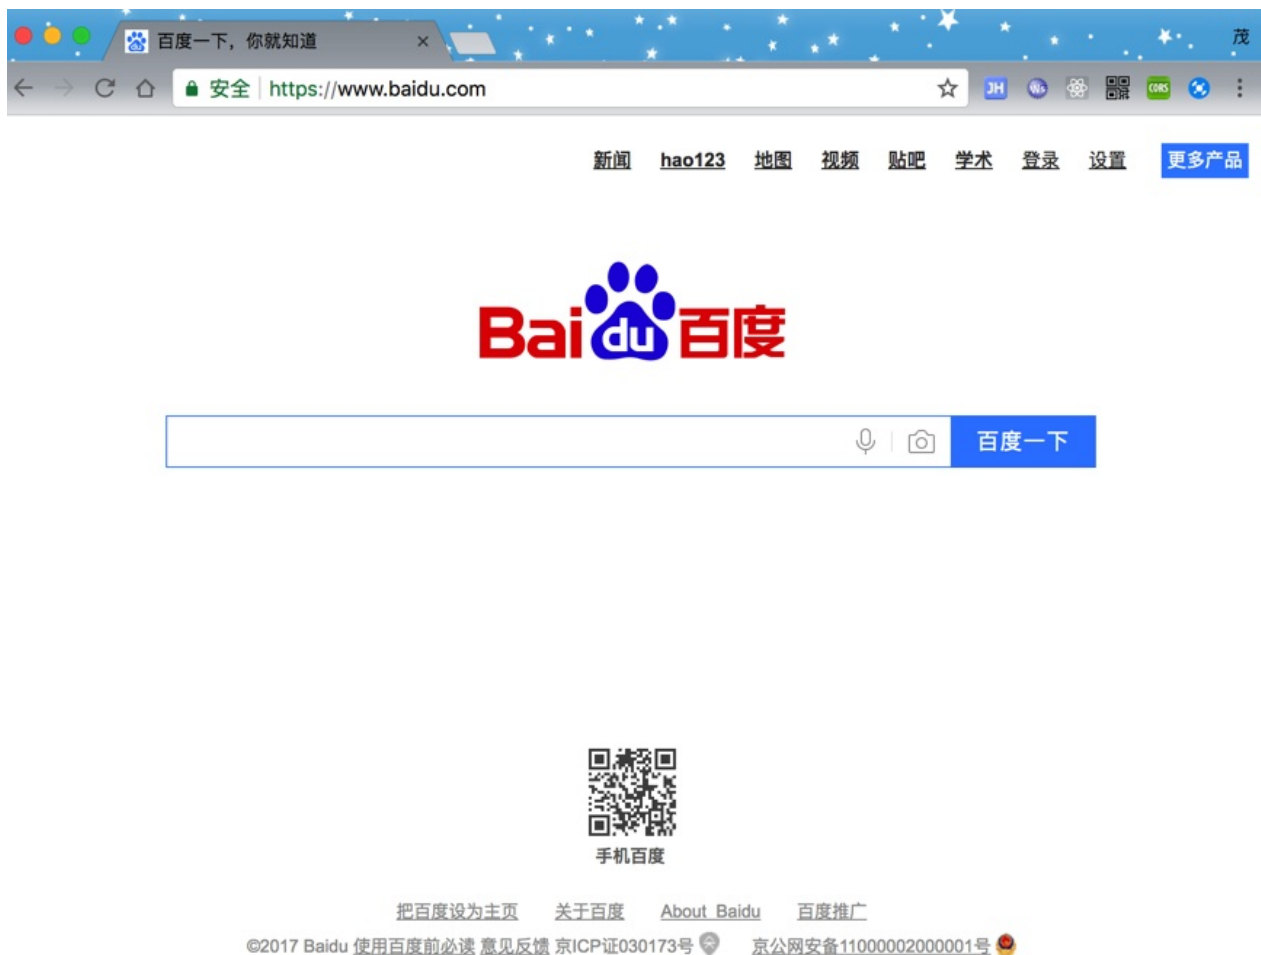 百度一下，你就知道 茂
安全 https://www.baidu.com JH Ws CORS
新闻 hao123 地图 视频 贴吧 学术 登录 设置 更多产品
Bai du 百度
百度一下
手机百度
把百度设为主页 关于百度 About Baidu 百度推广
©2017 Baidu 使用百度前必读 意见反馈 京ICP证030173号 京公网安备11000002000001号